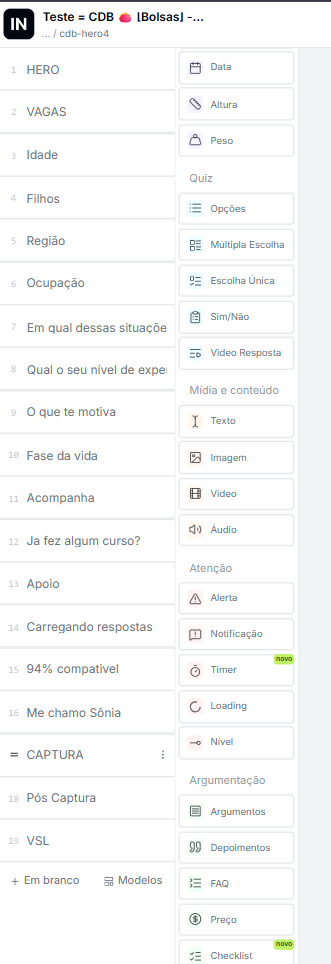 IN
Teste = CDB [Bolsas] -...
... / cdb-hero4
1 HERO
2 VAGAS
3 Idade
4 Filhos
5 Região
6 Ocupação
7 Em qual dessas situaçõe
8 Qual o seu nível de expe
9 O que te motiva
10 Fase da vida
11 Acompanha
12 Ja fez algum curso?
13 Apoio
14 Carregando respostas
15 94% compativel
16 Me chamo Sônia
CAPTURA
18 Pós Captura
19 VSL
+ Em branco
Modelos
Data
Altura
Peso
Quiz
Opções
Múltipla Escolha
Escolha Única
Sim/Não
Video Resposta
Mídia e conteúdo
Texto
Imagem
Vídeo
Áudio
Atenção
Alerta
Notificação
novo
Timer
Loading
Nível
Argumentação
Argumentos
Depoimentos
FAQ
Preço
novo
Checklist